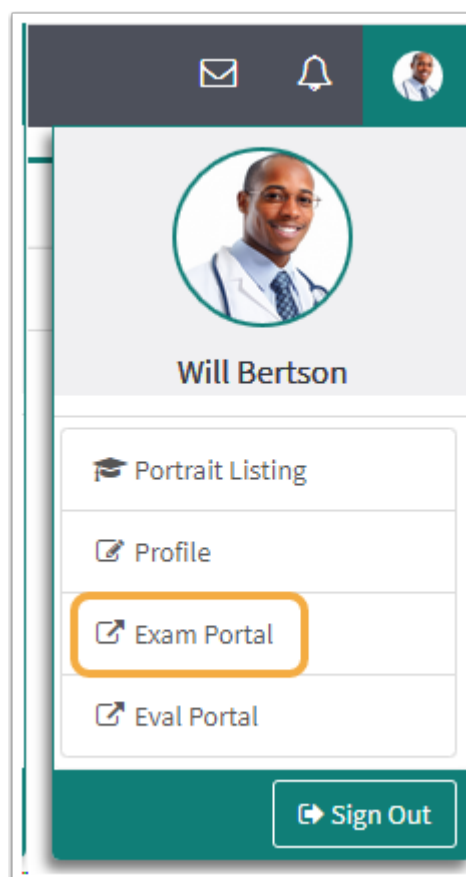 Will Bertson
Portrait Listing
Profile
Exam Portal
Eval Portal
Sign Out